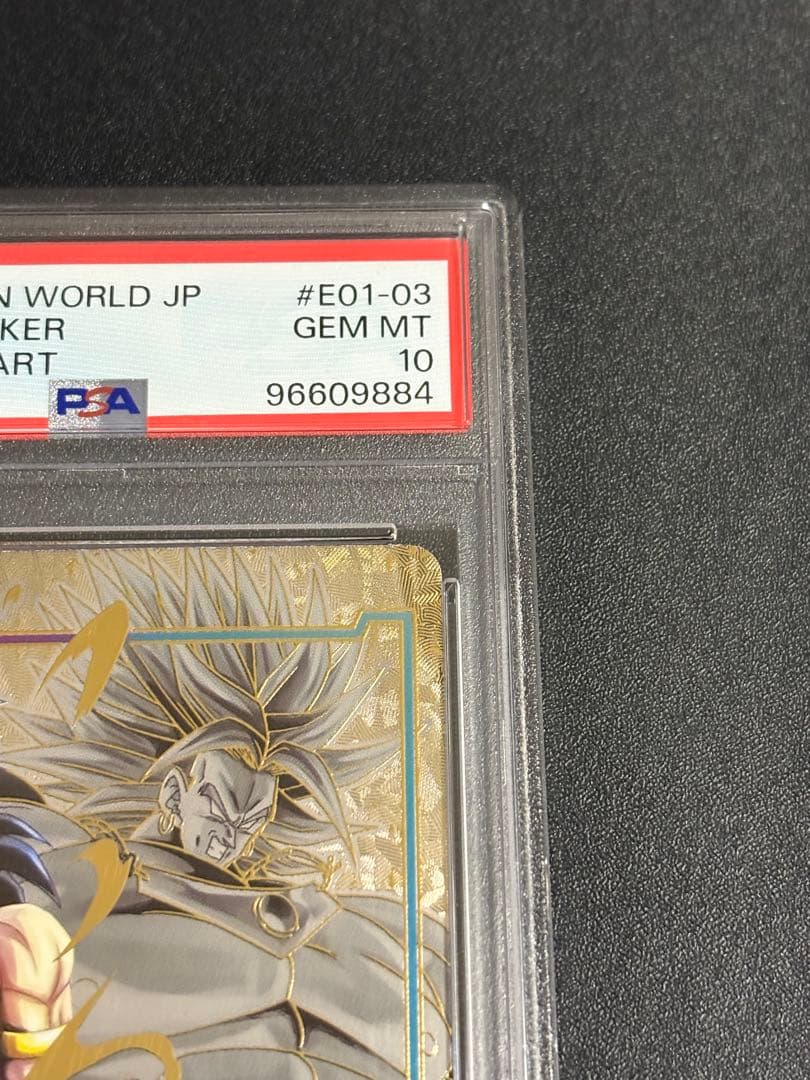 N WORLD JP #E01-03
KER GEM MT
ART 10
PSA 96609884